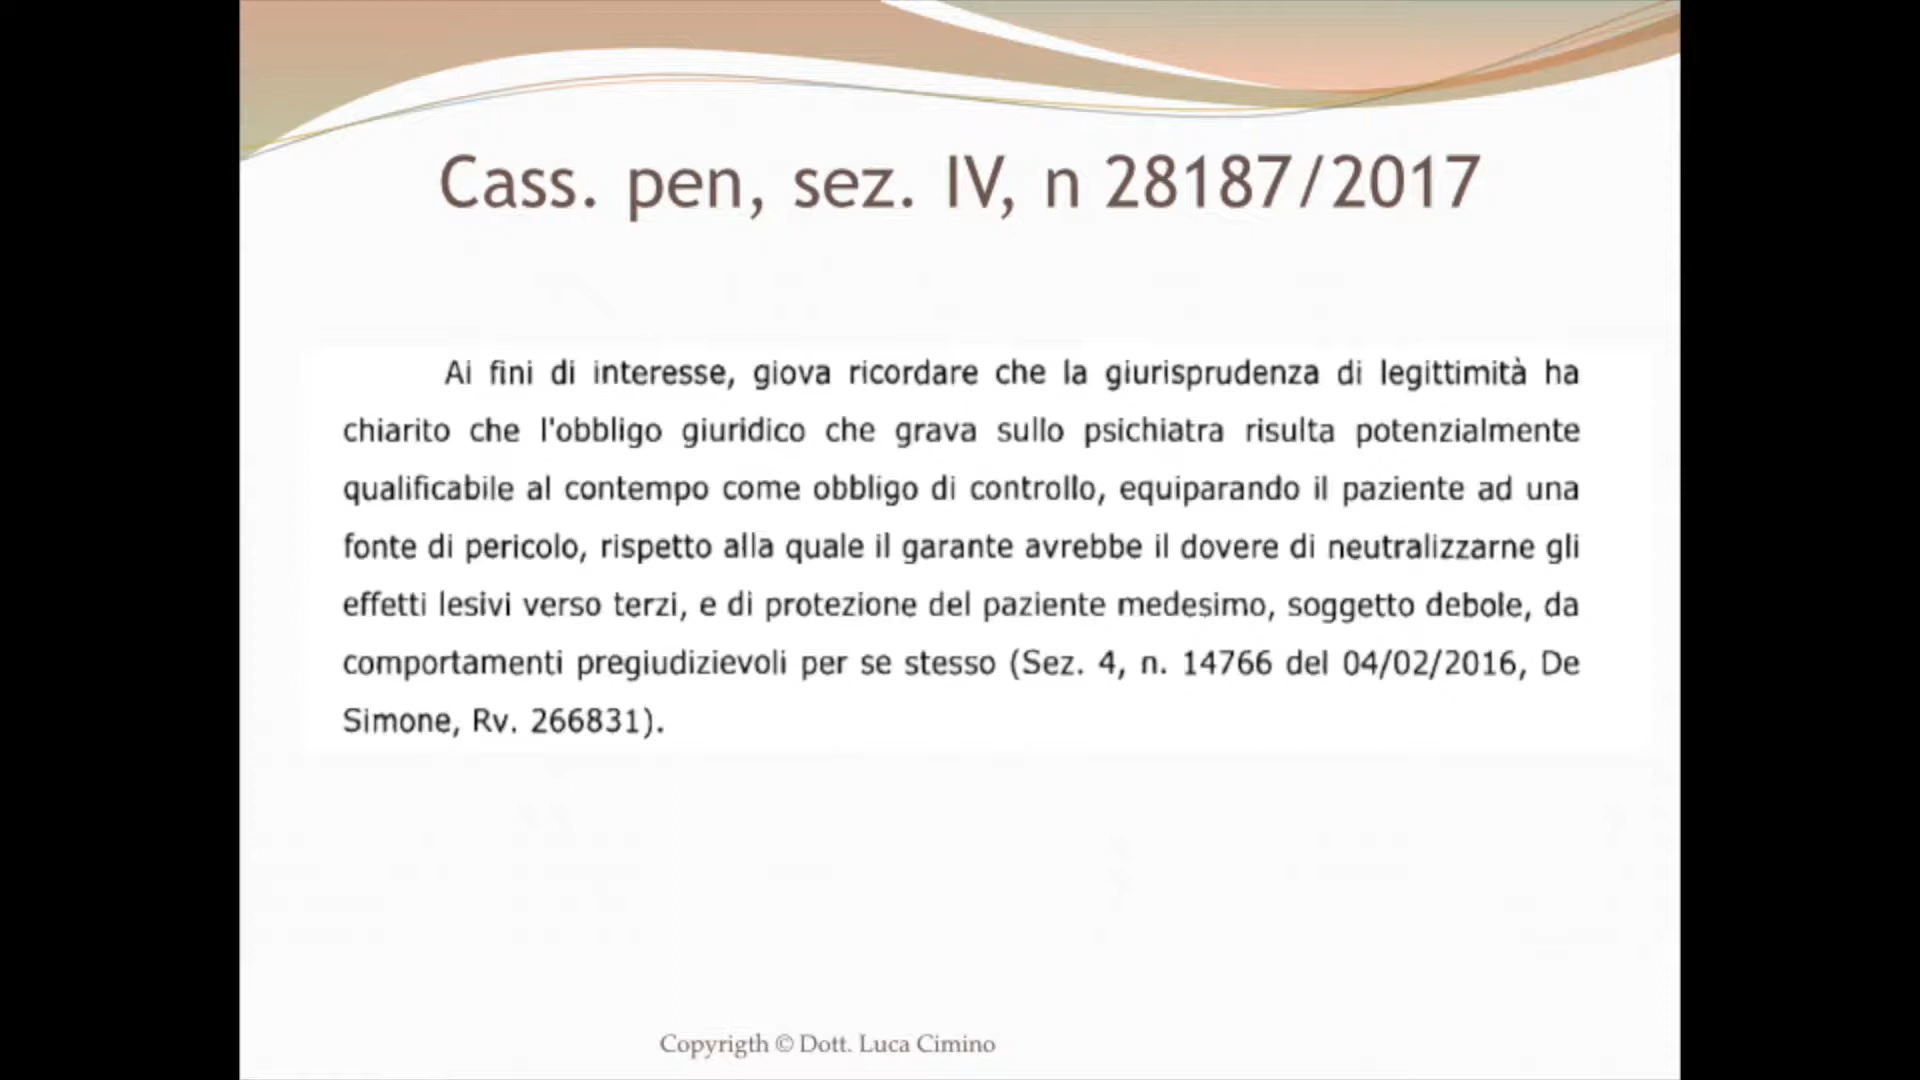 Cass. pen, sez. IV, n 28187/2017
Ai fini di interesse, giova ricordare che la giurisprudenza di legittimità ha
chiarito che l'obbligo giuridico che grava sullo psichiatra risulta potenzialmente
qualificabile al contempo come obbligo di controllo, equiparando il paziente ad una
fonte di pericolo, rispetto alla quale il garante avrebbe il dovere di neutralizzarne gli
effetti lesivi verso terzi, e di protezione del paziente medesimo, soggetto debole, da
comportamenti pregiudizievoli per se stesso (Sez. 4, n. 14766 del 04/02/2016, De
Simone, Rv. 266831).
Copyrigth © Dott. Luca Cimino